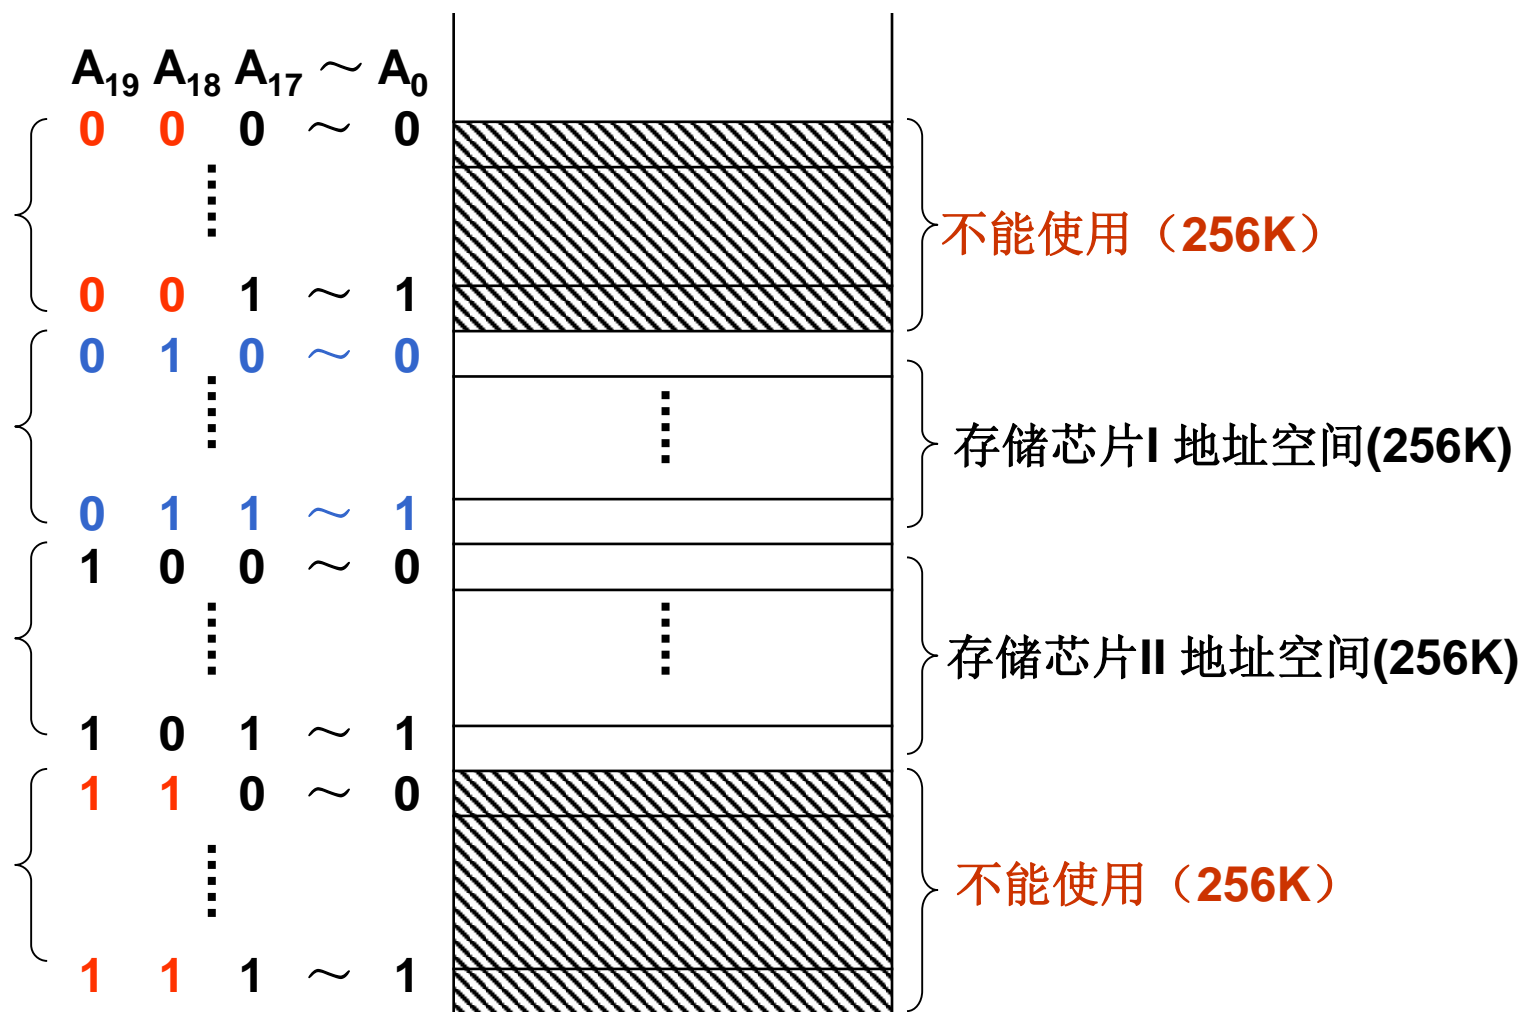 A19 A18 A17 ～ A0
0 0 0 ～ 0
0 0 1 ～ 1
不能使用（256K）
0 1 0 ～ 0
0 1 1 ～ 1
存储芯片I 地址空间(256K)
1 0 0 ～ 0
1 0 1 ～ 1
存储芯片II 地址空间(256K)
1 1 0 ～ 0
1 1 1 ～ 1
不能使用（256K）